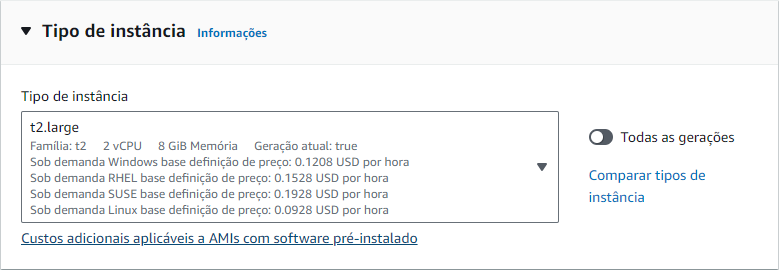 Tipo de instância Informações
Tipo de instância
t2.large
Família: t2 2 vCPU 8 GiB Memória Geração atual: true
Sob demanda Windows base definição de preço: 0.1208 USD por hora
Sob demanda RHEL base definição de preço: 0.1528 USD por hora
Sob demanda SUSE base definição de preço: 0.1928 USD por hora
Sob demanda Linux base definição de preço: 0.0928 USD por hora
Todas as gerações
Comparar tipos de
instância
Custos adicionais aplicáveis a AMIs com software pré-instalado